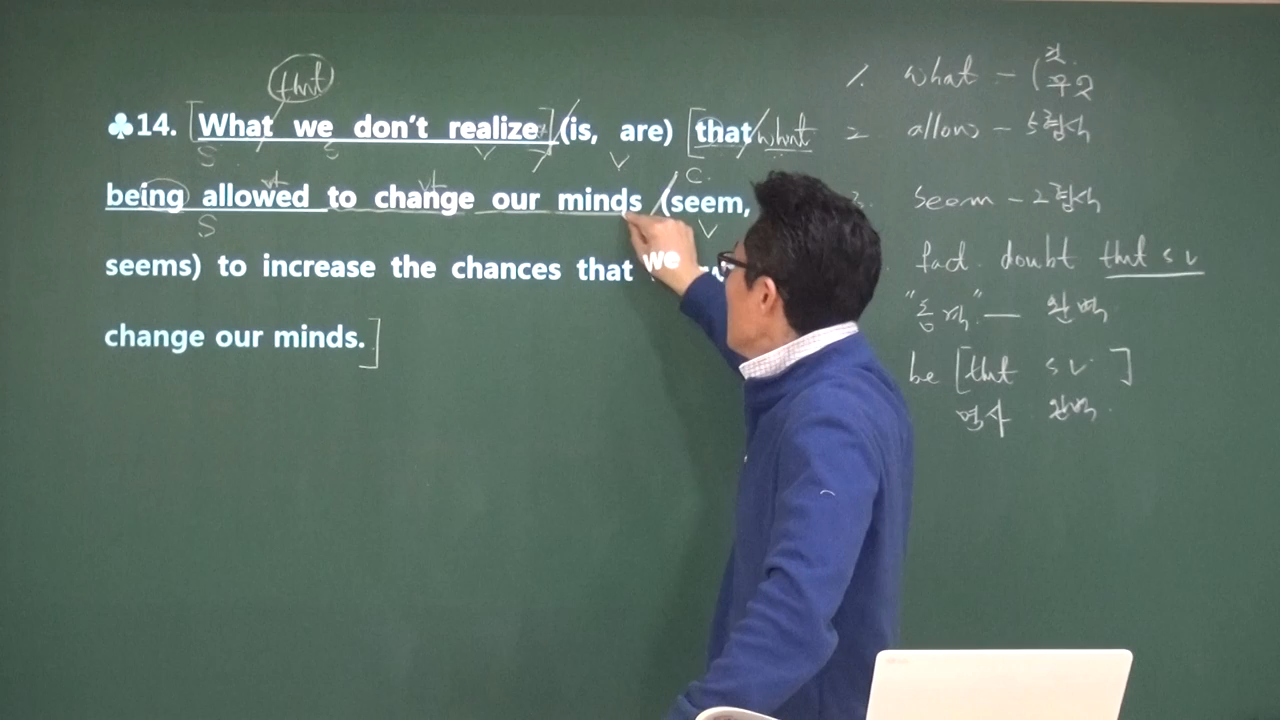 that
♣14. [What we don't realize] (is, are) [that what
S S V V C
being allowed to change our minds (seem,
S V
seems) to increase the chances that we
change our minds.]
1. what - (것 무엇
2. allow - 5형식
3. seem - 2형식
fact doubt that s v
"동격" — 완벽
be [that s v ]
명사 완벽